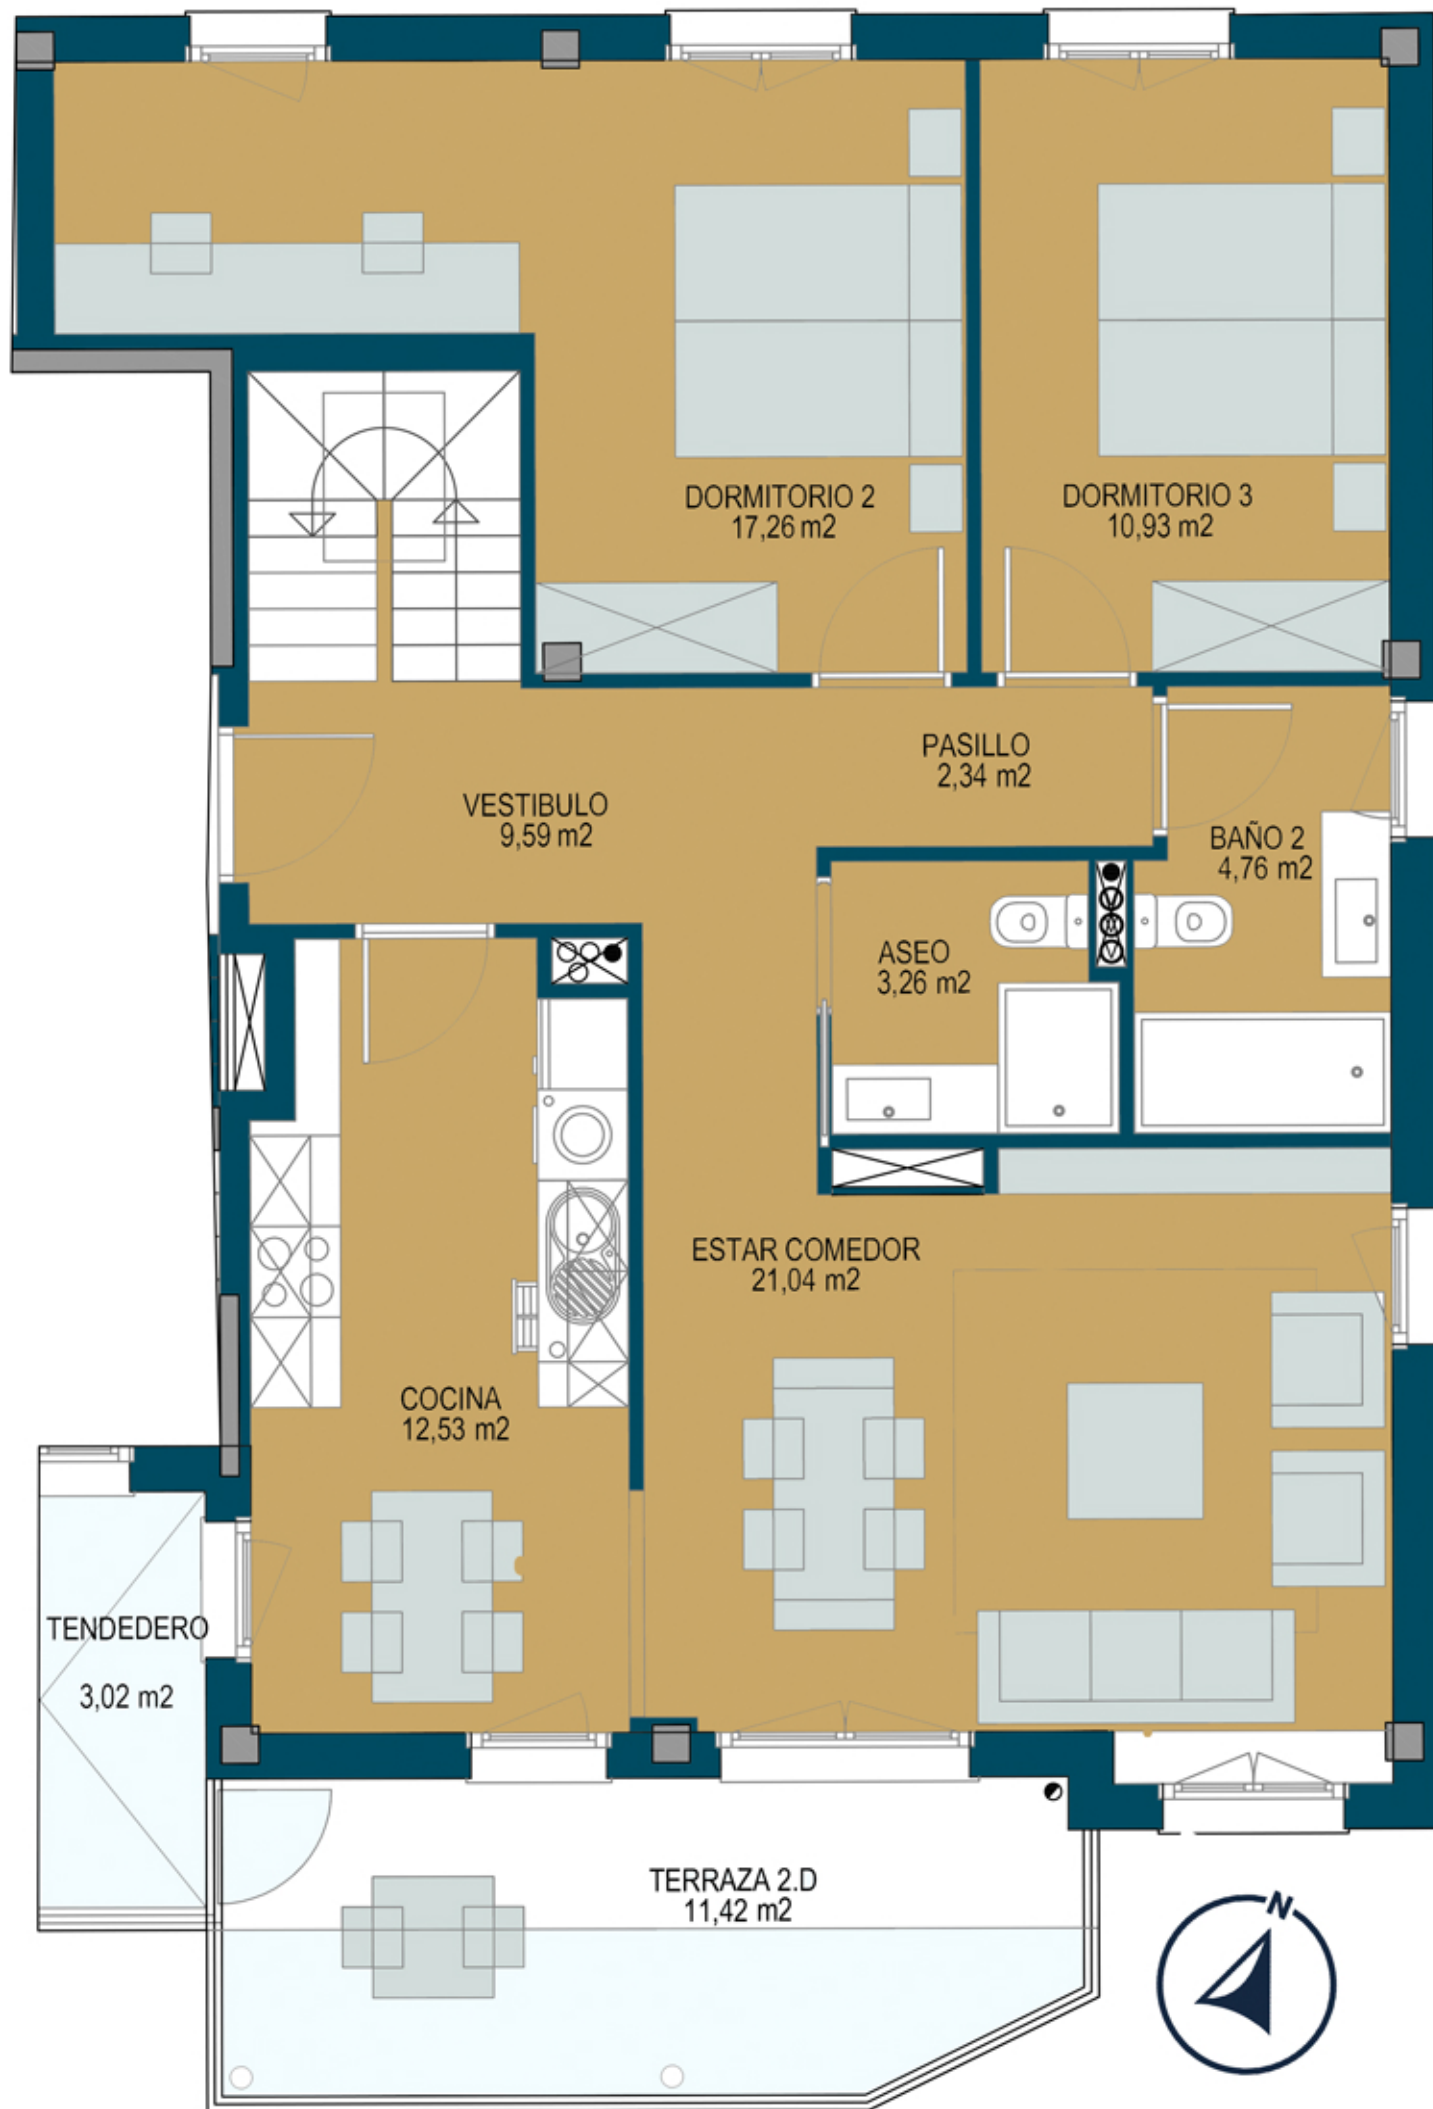 DORMITORIO 2
17,26 m2
DORMITORIO 3
10,93 m2
PASILLO
2,34 m2
VESTIBULO
9,59 m2
BAÑO 2
4,76 m2
V
M
V
ASEO
3,26 m2
ESTAR COMEDOR
21,04 m2
COCINA
12,53 m2
TENDEDERO
3,02 m2
TERRAZA 2.D
11,42 m2
N